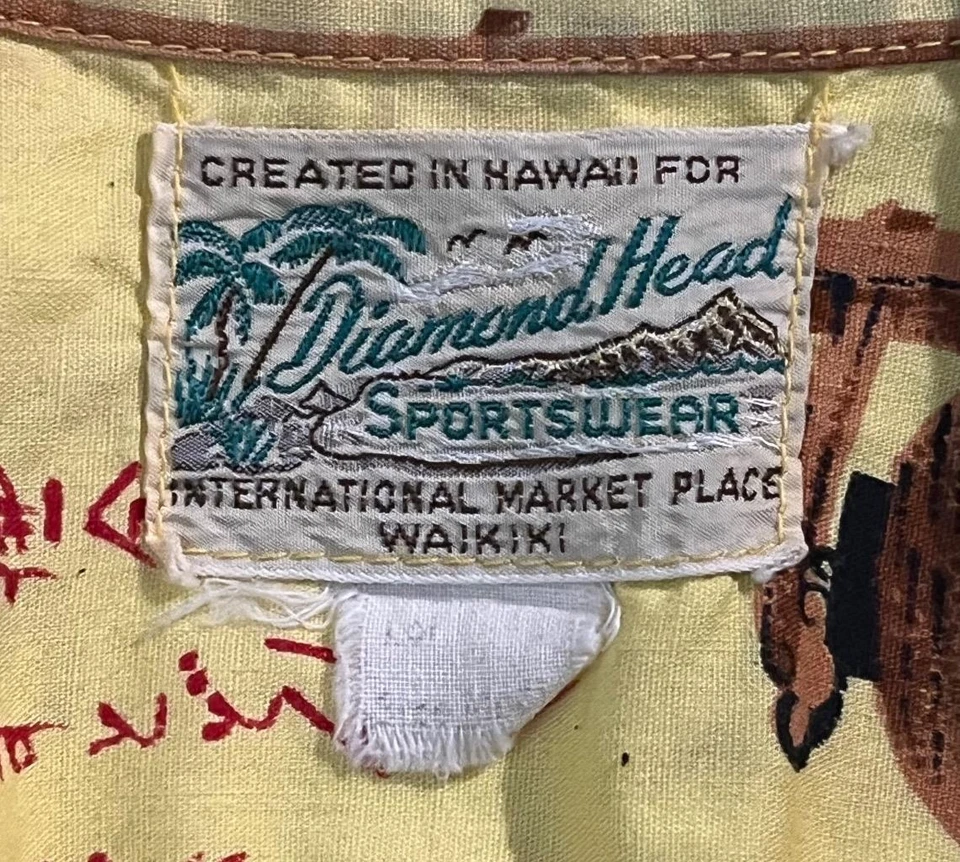 CREATED IN HAWAII FOR
Diamond Head
SPORTSWEAR
INTERNATIONAL MARKET PLACE
WAIKIKI